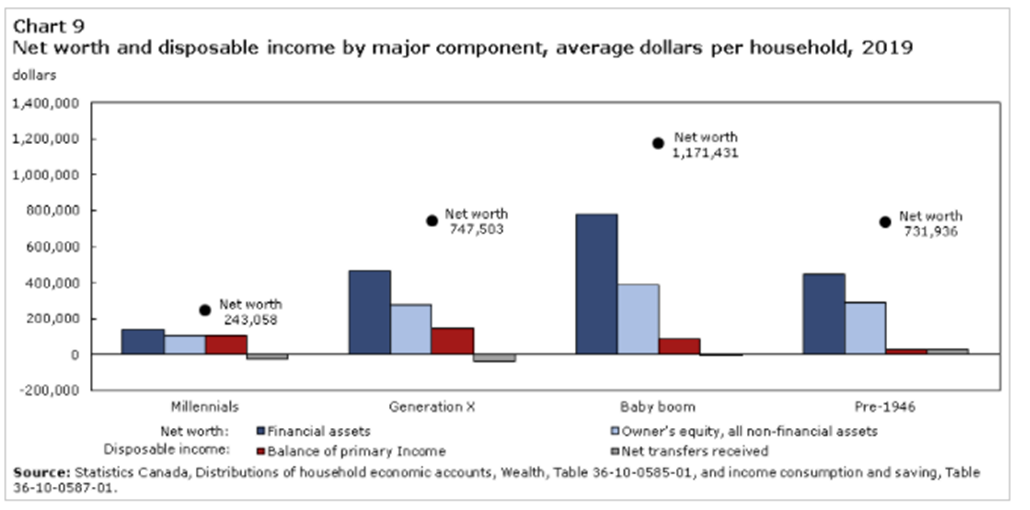 Chart 9
Net worth and disposable income by major component, average dollars per household, 2019
dollars
1,400,000
1,200,000
1,000,000
800,000
600,000
400,000
200,000
0
-200,000
Net worth
243,058
Net worth
747,503
Net worth
1,171,431
Net worth
731,936
Millennials
Generation X
Baby boom
Pre-1946
Net worth: Financial assets Owner's equity, all non-financial assets
Disposable income: Balance of primary Income Net transfers received
Source: Statistics Canada, Distributions of household economic accounts, Wealth, Table 36-10-0585-01, and income consumption and saving, Table
36-10-0587-01.